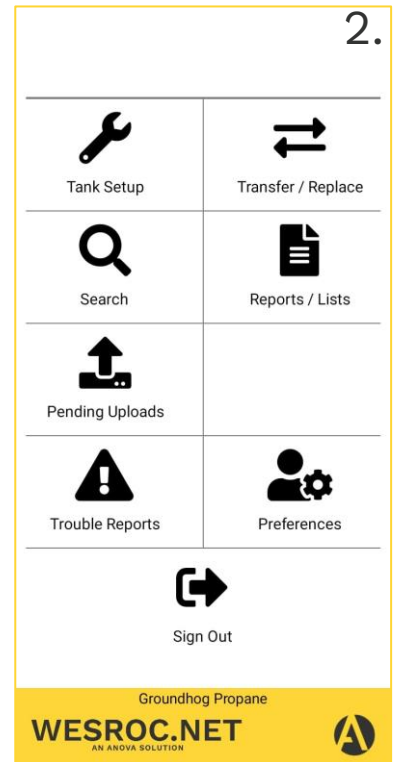 2.
Tank Setup
Transfer / Replace
Search
Reports / Lists
Pending Uploads
Trouble Reports
Preferences
Sign Out
Groundhog Propane
WESROC.NET
AN ANOVA SOLUTION